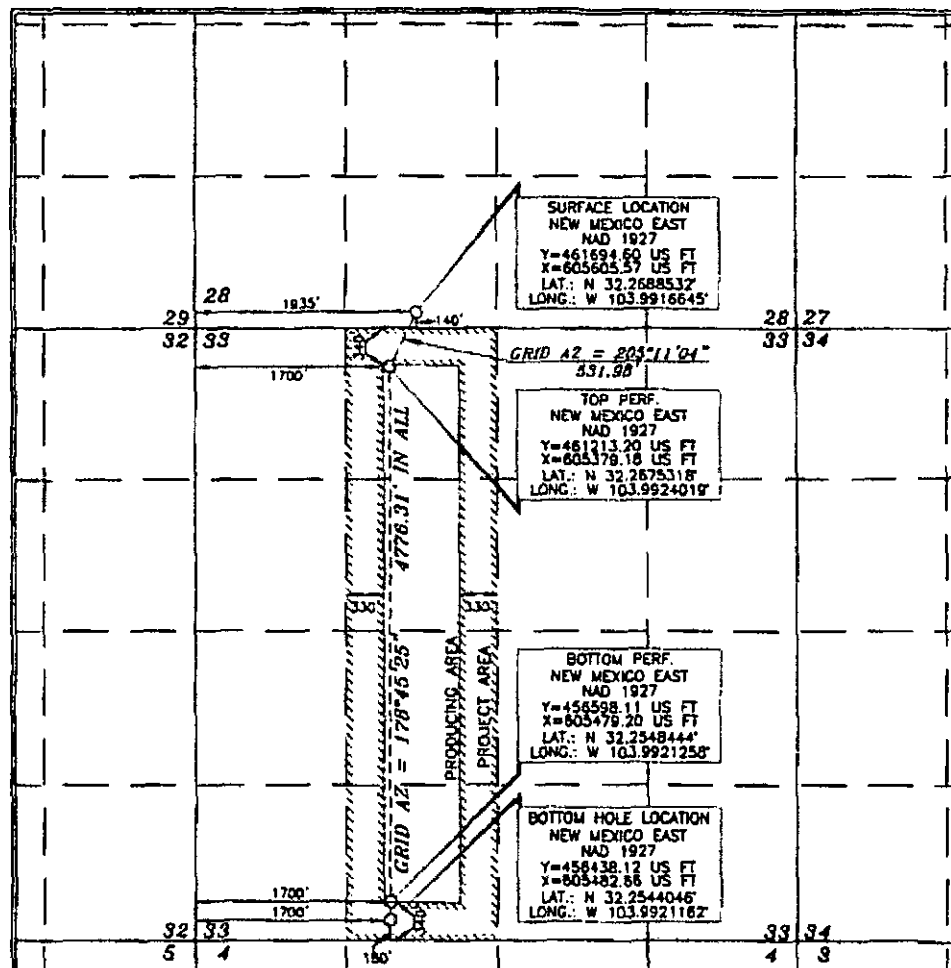 SURFACE LOCATION
NEW MEXICO EAST
NAD 1927
Y=461694.60 US FT
X=605605.57 US FT
LAT.: N 32.2688532°
LONG.: W 103.9916645°
28
1935'
140'
29
28 27
32 33
33 34
340'
GRID AZ = 205°11'04"
531.98'
1700'
TOP PERF.
NEW MEXICO EAST
NAD 1927
Y=461213.20 US FT
X=605379.18 US FT
LAT.: N 32.2675318°
LONG.: W 103.9924019°
4776.31' IN ALL
330'
330'
GRID AZ = 178°45'25"
PRODUCING AREA
PROJECT AREA
BOTTOM PERF.
NEW MEXICO EAST
NAD 1927
Y=456598.11 US FT
X=605479.20 US FT
LAT.: N 32.2548444°
LONG.: W 103.9921258°
BOTTOM HOLE LOCATION
NEW MEXICO EAST
NAD 1927
Y=456438.12 US FT
X=605482.66 US FT
LAT.: N 32.2544046°
LONG.: W 103.9921162°
1700'
1700'
32 33
33 34
5 4
4 3
180'